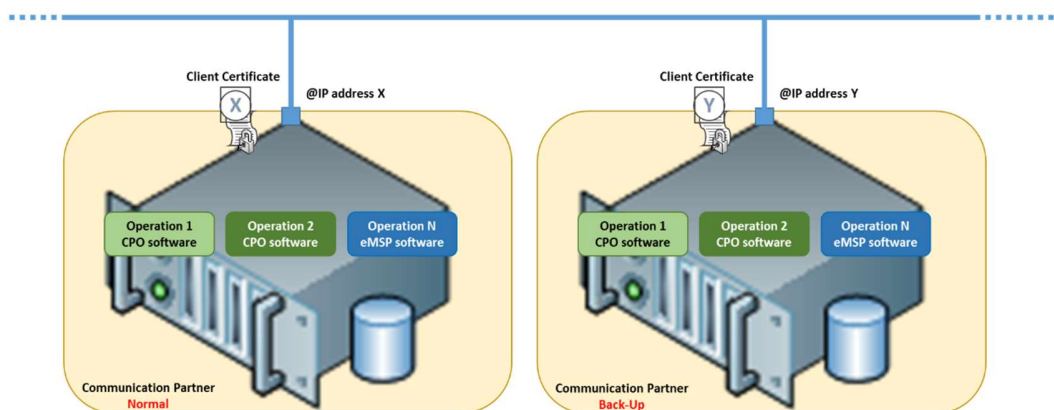 Client Certificate
X
@IP address X
Operation 1
CPO software
Operation 2
CPO software
Operation N
eMSP software
Communication Partner
Normal
Client Certificate
Y
@IP address Y
Operation 1
CPO software
Operation 2
CPO software
Operation N
eMSP software
Communication Partner
Back-Up